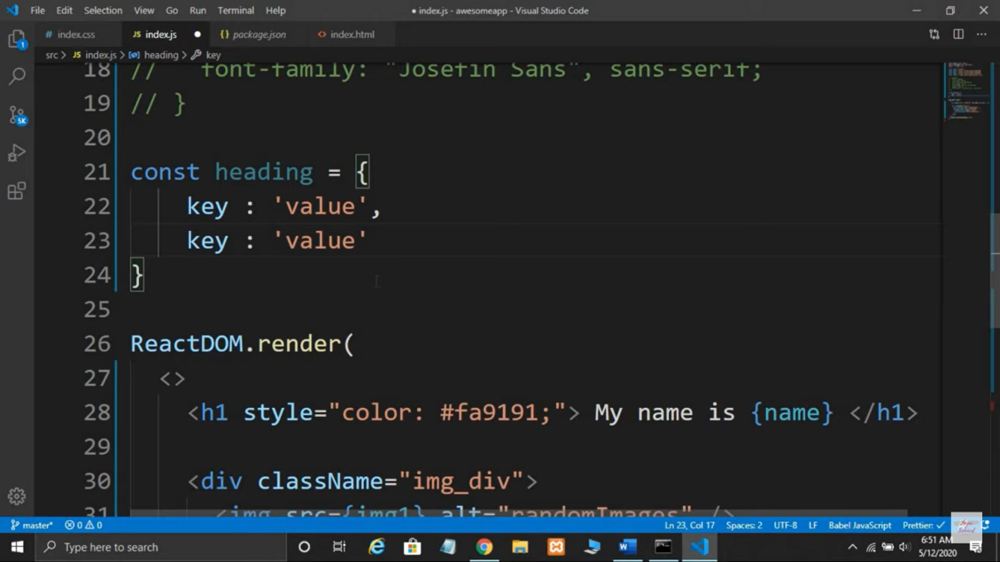 File Edit Selection View Go Run Terminal Help
● index.js - awesomeapp - Visual Studio Code
# index.css
JS index.js ●
{} package.json
<> index.html
src > JS index.js > heading > key
18 //   font-family: "Josefin Sans", sans-serif;
19 // }
20
21 const heading = {
22     key : 'value',
23     key : 'value'
24 }
25
26 ReactDOM.render(
27   <>
28     <h1 style="color: #fa9191;"> My name is {name} </h1>
29
30     <div className="img_div">
31       <img src={img1} alt="randomImages" />
1
SK
master* 0 0 Ln 23, Col 17 Spaces: 2 UTF-8 LF Babel JavaScript Prettier: ✓
Type here to search
6:51 AM
5/12/2020